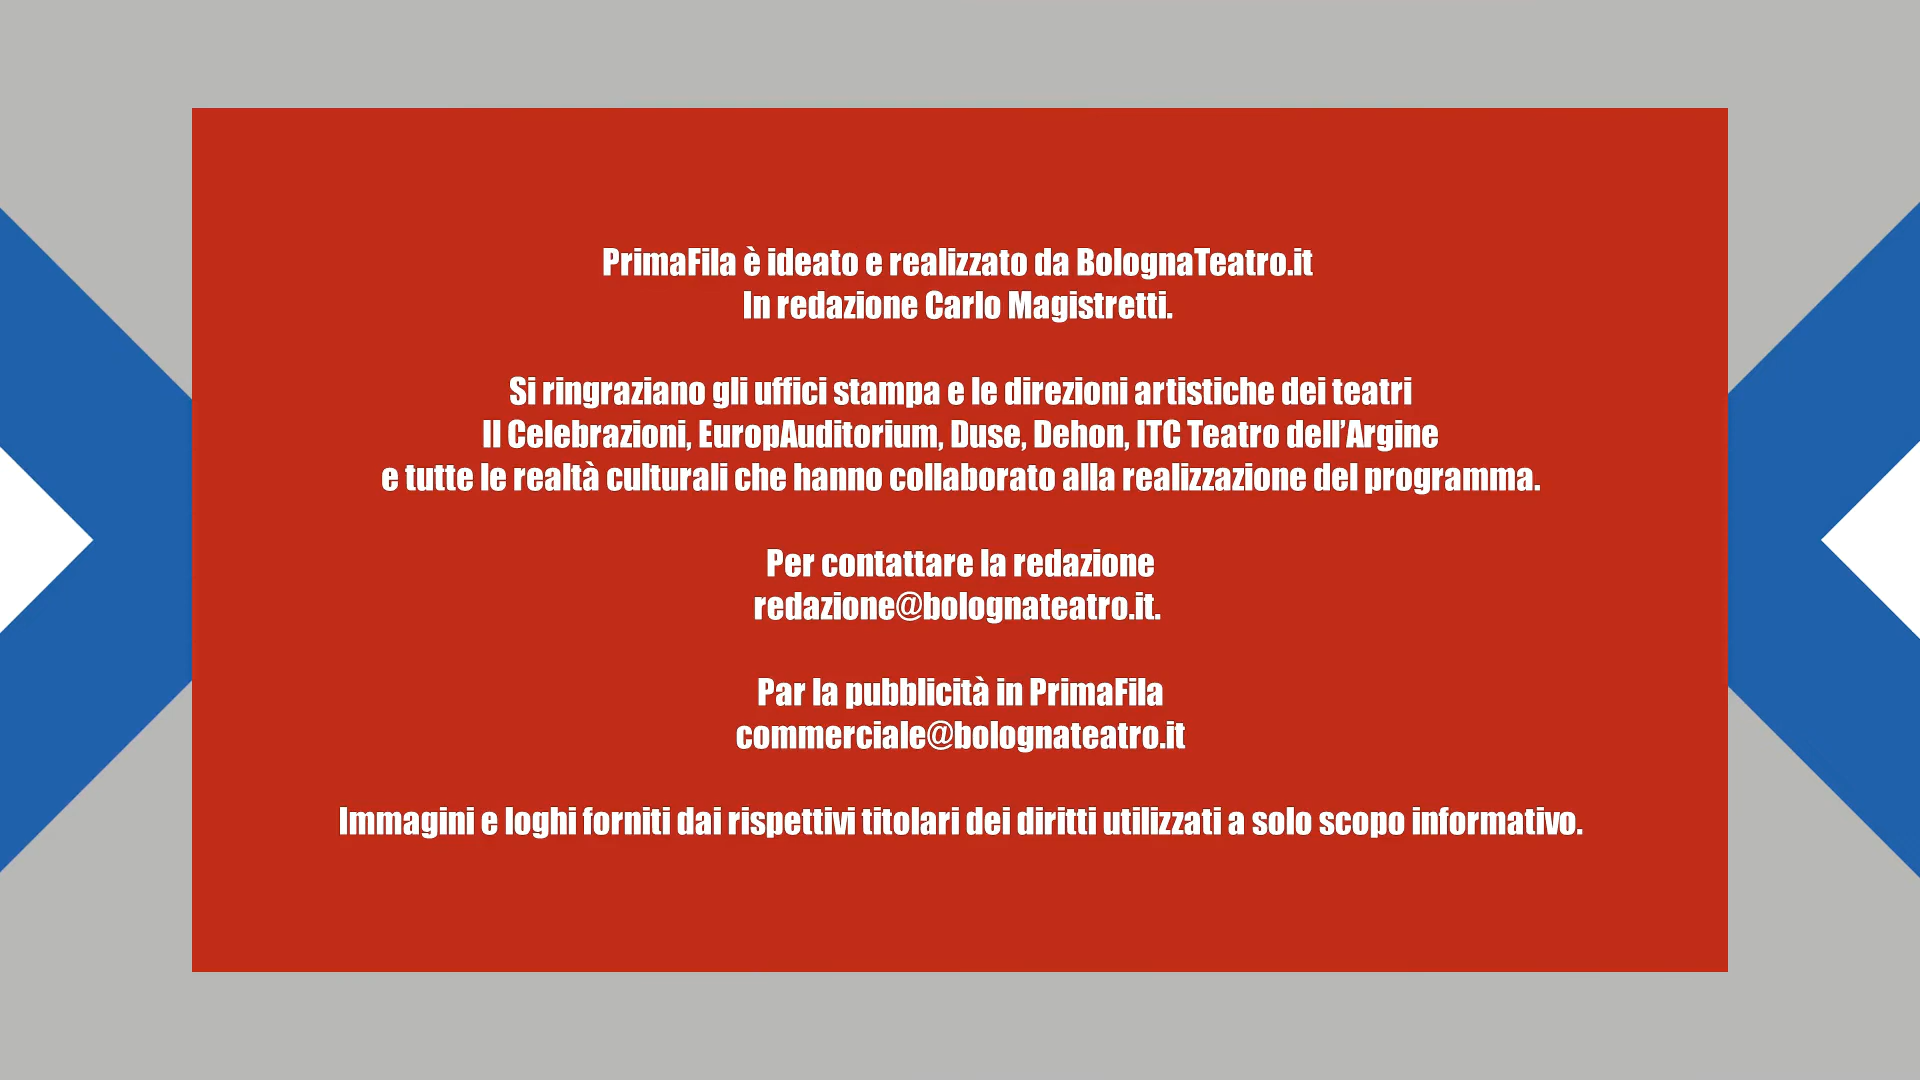 PrimaFila è ideato e realizzato da BolognaTeatro.it
In redazione Carlo Magistretti.
Si ringraziano gli uffici stampa e le direzioni artistiche dei teatri
Il Celebrazioni, EuropAuditorium, Duse, Dehon, ITC Teatro dell’Argine
e tutte le realtà culturali che hanno collaborato alla realizzazione del programma.
Per contattare la redazione
redazione@bolognateatro.it.
Par la pubblicità in PrimaFila
commerciale@bolognateatro.it
Immagini e loghi forniti dai rispettivi titolari dei diritti utilizzati a solo scopo informativo.